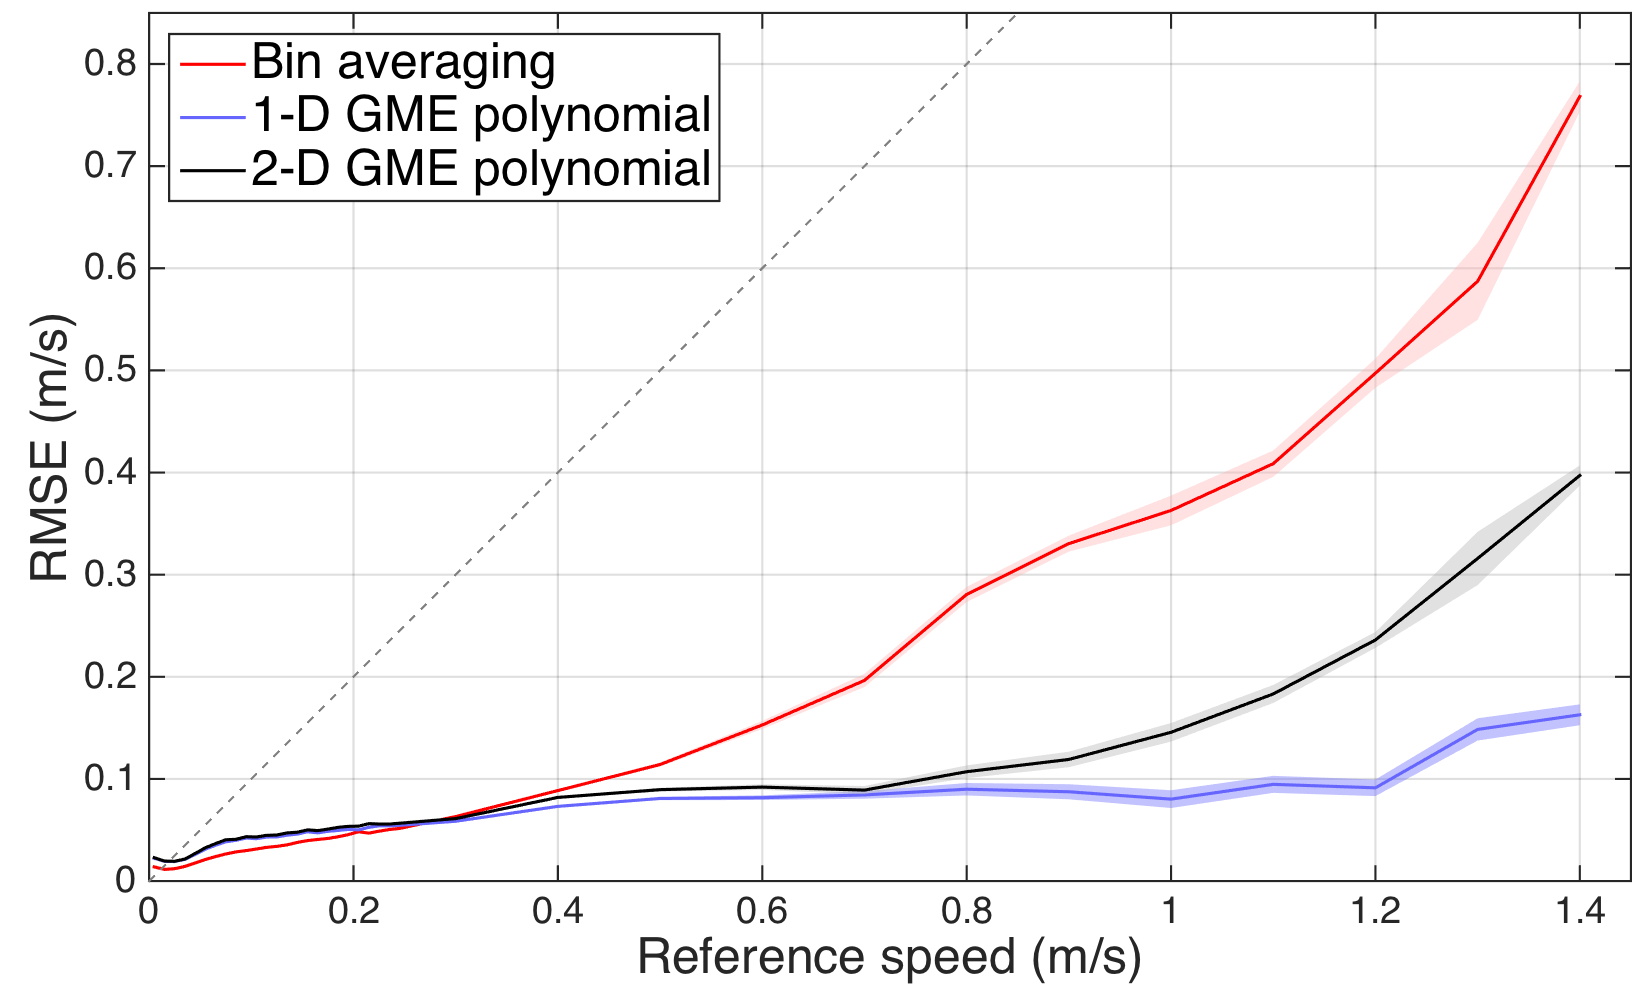 Bin averaging
1-D GME polynomial
2-D GME polynomial
RMSE (m/s)
0.8
0.7
0.6
0.5
0.4
0.3
0.2
0.1
0
0 0.2 0.4 0.6 0.8 1 1.2 1.4
Reference speed (m/s)